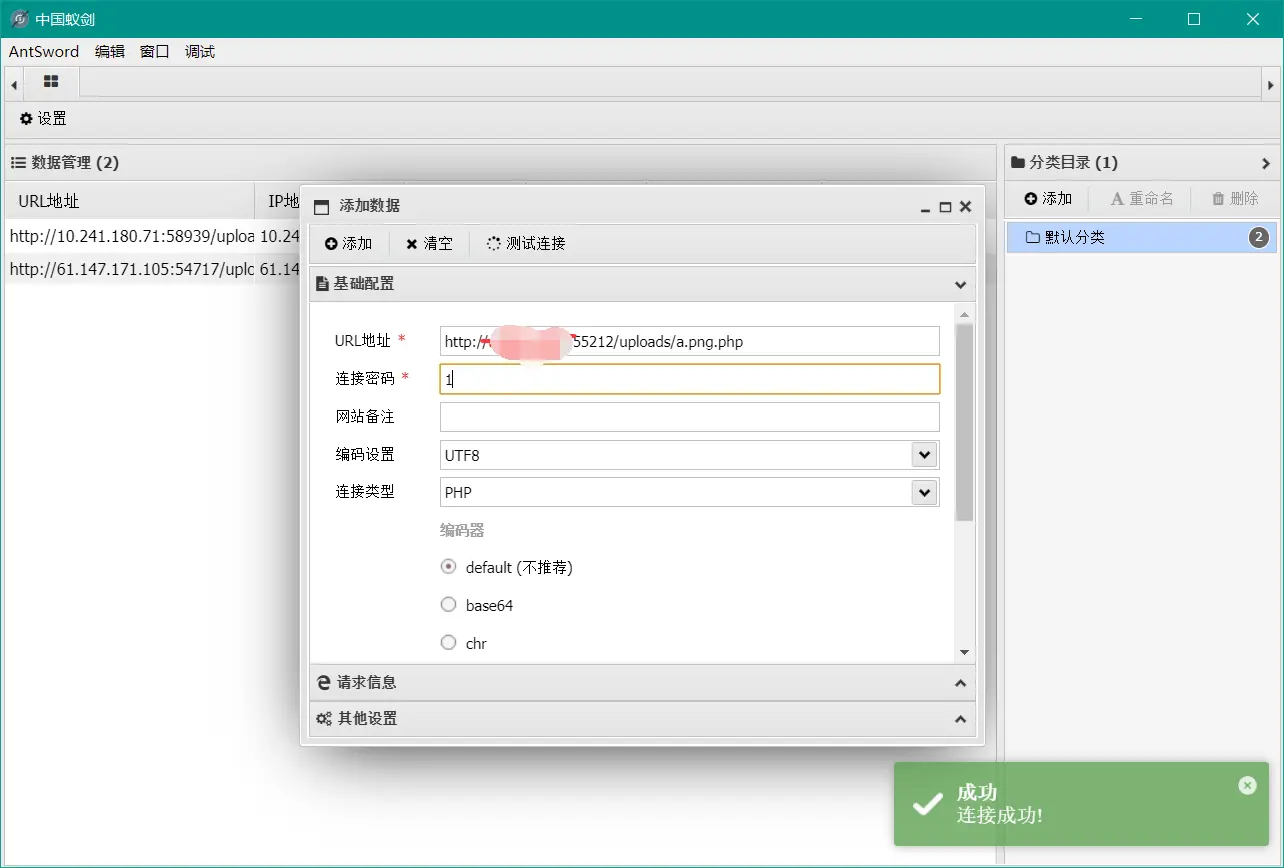 中国蚁剑
AntSword 编辑 窗口 调试
设置
数据管理 (2)
分类目录 (1)
URL地址 IP地
添加 重命名 删除
http://10.241.180.71:58939/uploa 10.24
http://61.147.171.105:54717/uplo 61.14
默认分类 2
添加数据
添加 清空 测试连接
基础配置
URL地址 * http:// 55212/uploads/a.png.php
连接密码 * 1
网站备注
编码设置 UTF8
连接类型 PHP
编码器
default (不推荐)
base64
chr
请求信息
其他设置
成功
连接成功!